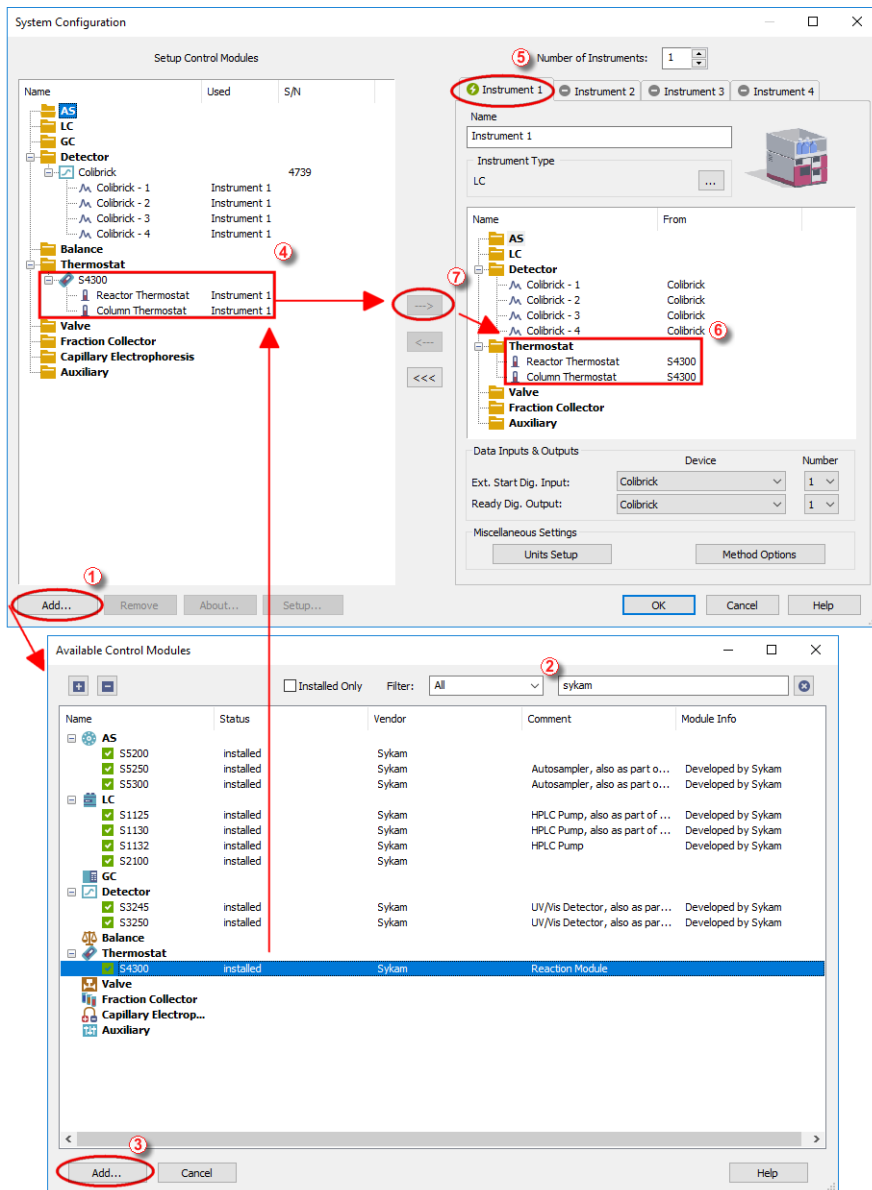 System Configuration
Setup Control Modules
5 Number of Instruments: 1
Name Used S/N
AS
LC
GC
Detector
Colibrick 4739
Colibrick - 1 Instrument 1
Colibrick - 2 Instrument 1
Colibrick - 3 Instrument 1
Colibrick - 4 Instrument 1
Balance
Thermostat 4
S4300
Reactor Thermostat Instrument 1
Column Thermostat Instrument 1
Valve
Fraction Collector
Capillary Electrophoresis
Auxiliary
7
--->
<---
<<<
Instrument 1 Instrument 2 Instrument 3 Instrument 4
Name
Instrument 1
Instrument Type
LC ...
Name From
AS
LC
Detector
Colibrick - 1 Colibrick
Colibrick - 2 Colibrick
Colibrick - 3 Colibrick
Colibrick - 4 Colibrick 6
Thermostat
Reactor Thermostat S4300
Column Thermostat S4300
Valve
Fraction Collector
Auxiliary
Data Inputs & Outputs
Device Number
Ext. Start Dig. Input: Colibrick 1
Ready Dig. Output: Colibrick 1
Miscellaneous Settings
Units Setup Method Options
1
Add... Remove About... Setup... OK Cancel Help
Available Control Modules
2
Installed Only Filter: All sykam
Name Status Vendor Comment Module Info
AS
S5200 installed Sykam
S5250 installed Sykam Autosampler, also as part o... Developed by Sykam
S5300 installed Sykam Autosampler, also as part o... Developed by Sykam
LC
S1125 installed Sykam HPLC Pump, also as part of ... Developed by Sykam
S1130 installed Sykam HPLC Pump, also as part of ... Developed by Sykam
S1132 installed Sykam HPLC Pump Developed by Sykam
S2100 installed Sykam
GC
Detector
S3245 installed Sykam UV/Vis Detector, also as par... Developed by Sykam
S3250 installed Sykam UV/Vis Detector, also as par... Developed by Sykam
Balance
Thermostat
S4300 installed Sykam Reaction Module
Valve
Fraction Collector
Capillary Electrop...
Auxiliary
3
Add... Cancel Help